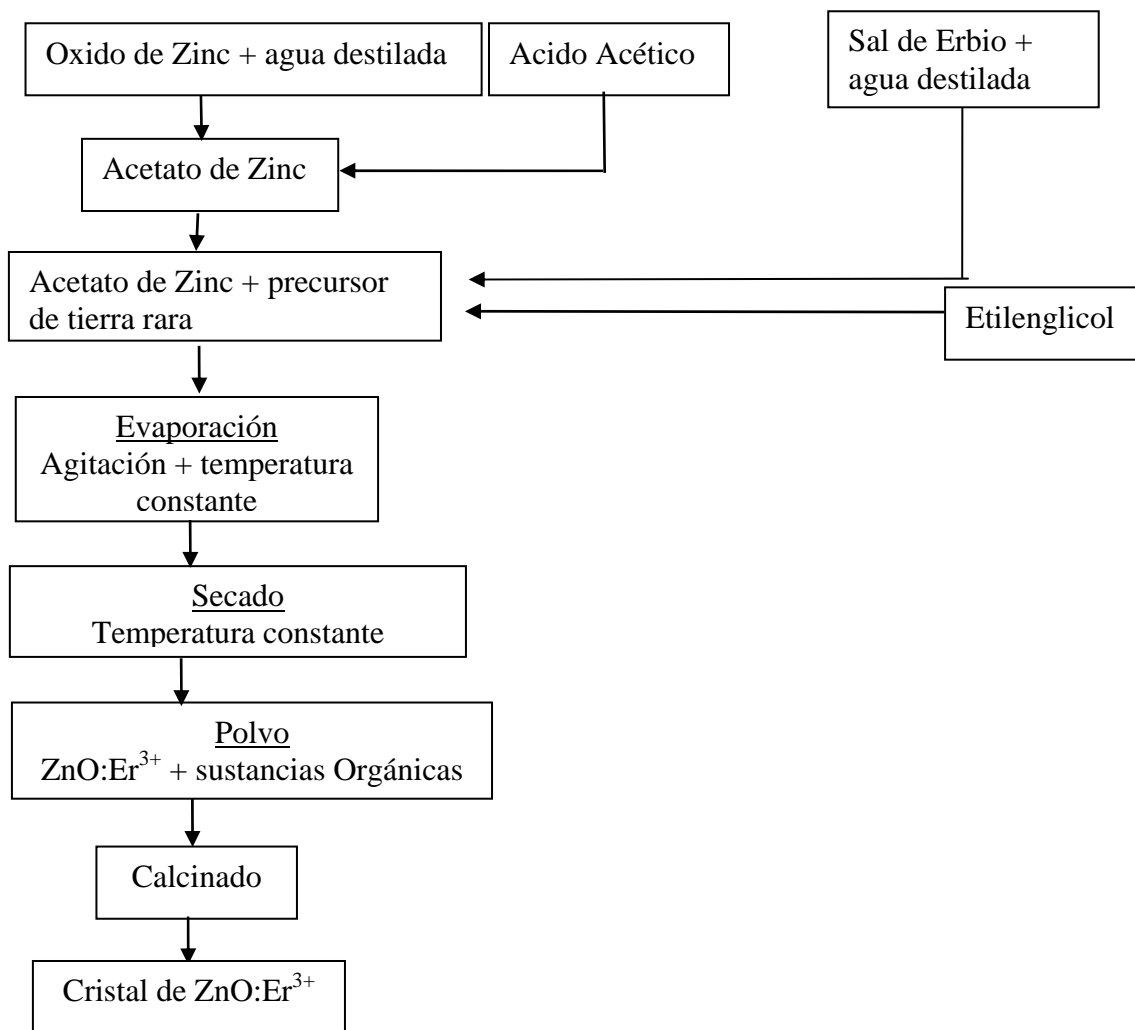 Oxido de Zinc + agua destilada
Acido Acético
Sal de Erbio +
agua destilada
Acetato de Zinc
Acetato de Zinc + precursor
de tierra rara
Etilenglicol
Evaporación
Agitación + temperatura
constante
Secado
Temperatura constante
Polvo
ZnO:Er³⁺ + sustancias Orgánicas
Calcinado
Cristal de ZnO:Er³⁺